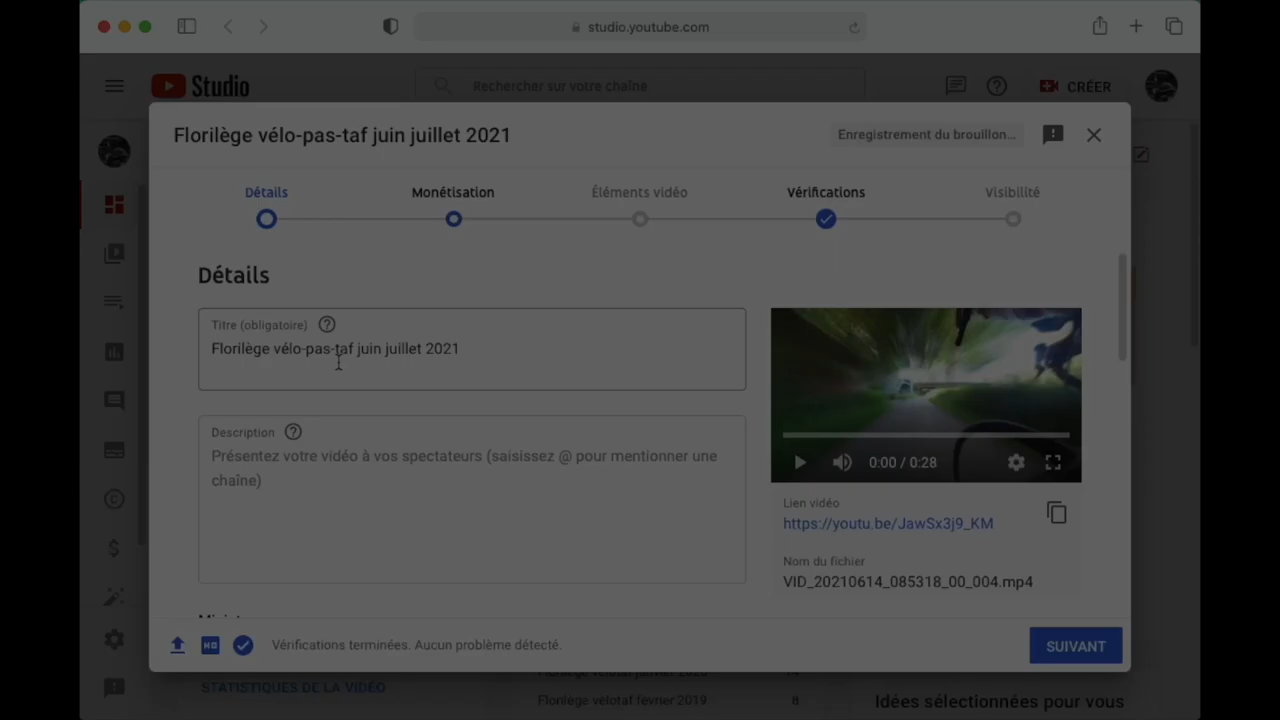 studio.youtube.com
Studio
Rechercher sur votre chaîne
CRÉER
Florilège vélo-pas-taf juin juillet 2021
Enregistrement du brouillon...
Détails
Monétisation
Éléments vidéo
Vérifications
Visibilité
Détails
Titre (obligatoire)
Florilège vélo-pas-taf juin juillet 2021
Description
Présentez votre vidéo à vos spectateurs (saisissez @ pour mentionner une
chaîne)
0:00 / 0:28
Lien vidéo
https://youtu.be/JawSx3j9_KM
Nom du fichier
VID_20210614_085318_00_004.mp4
HD
Vérifications terminées. Aucun problème détecté.
SUIVANT
STATISTIQUES DE LA VIDÉO
Florilège vélotaf février 2019
8
Idées sélectionnées pour vous